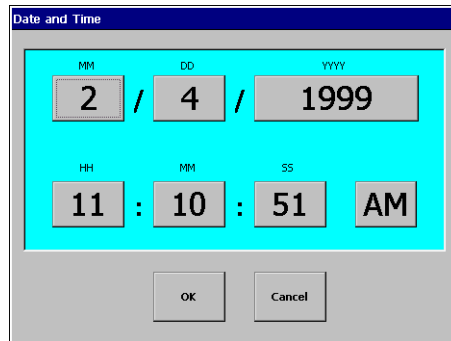 Date and Time
MM DD YYYY
2 / 4 / 1999
HH MM SS
11 : 10 : 51 AM
OK Cancel